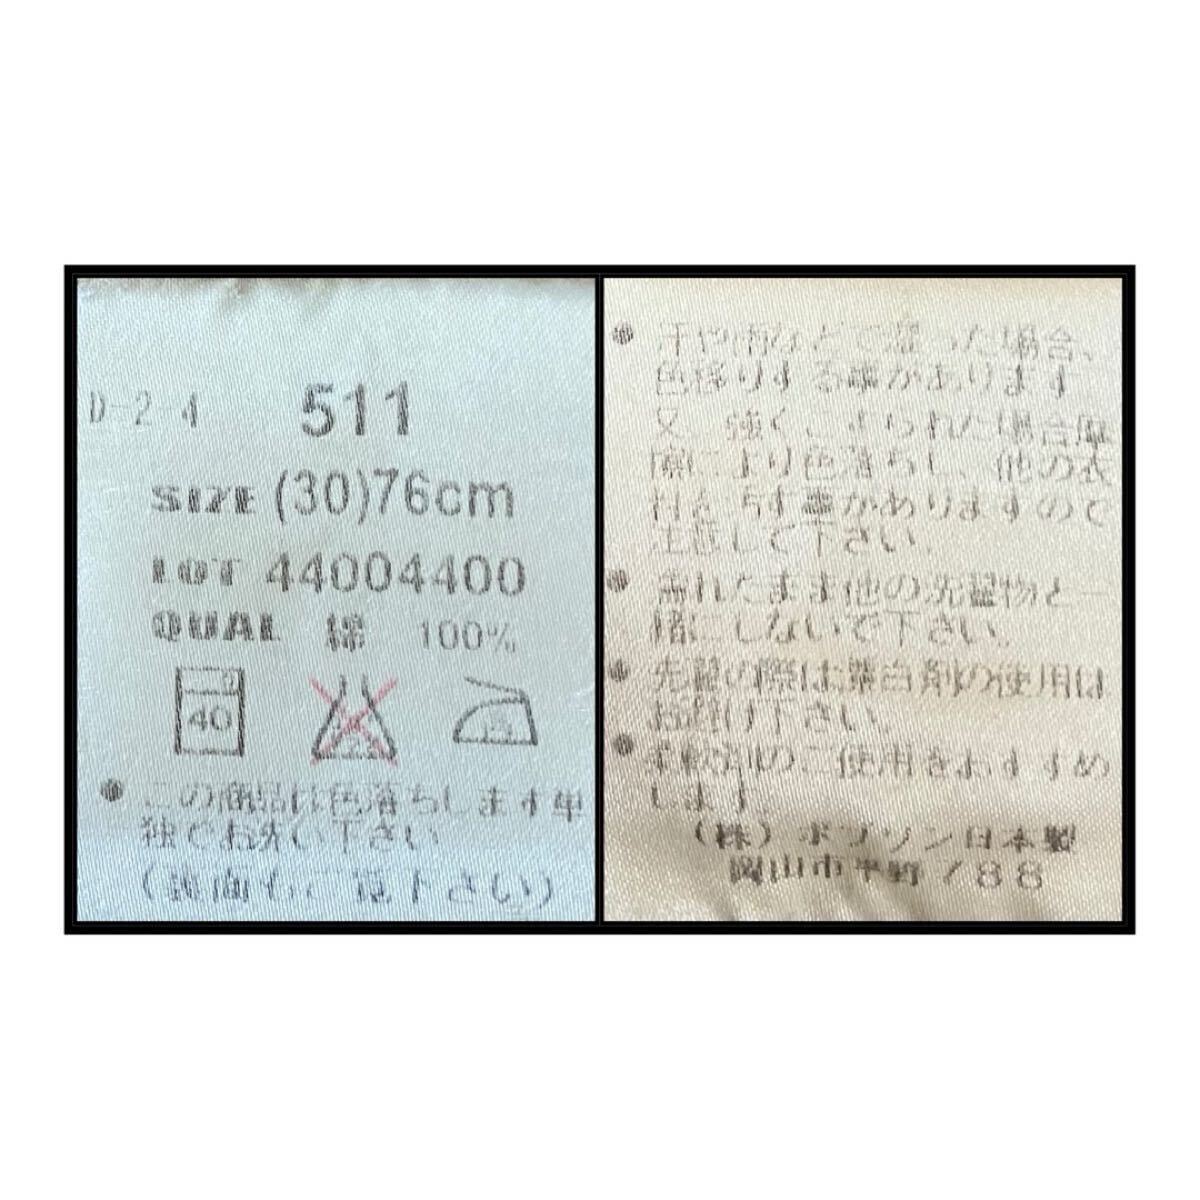 D-2-4 511
SIZE (30)76cm
LOT 44004400
QUAL 綿 100%
40
中
エンソサラシ
● この商品は色落ちします単
独でお洗い下さい
(裏面もご覧下さい)
● 汗や雨などで湿った場合、
色移りする事があります
又、強くこすられた場合摩
擦により色落ちし、他の衣
料を汚す事がありますので
注意して下さい、
● 濡れたまま他の洗濯物と一
緒にしないで下さい、
● 洗濯の際は漂白剤の使用は
お避け下さい、
● 柔軟剤のご使用をおすすめ
します
(株)ボブソン日本製
岡山市平野788